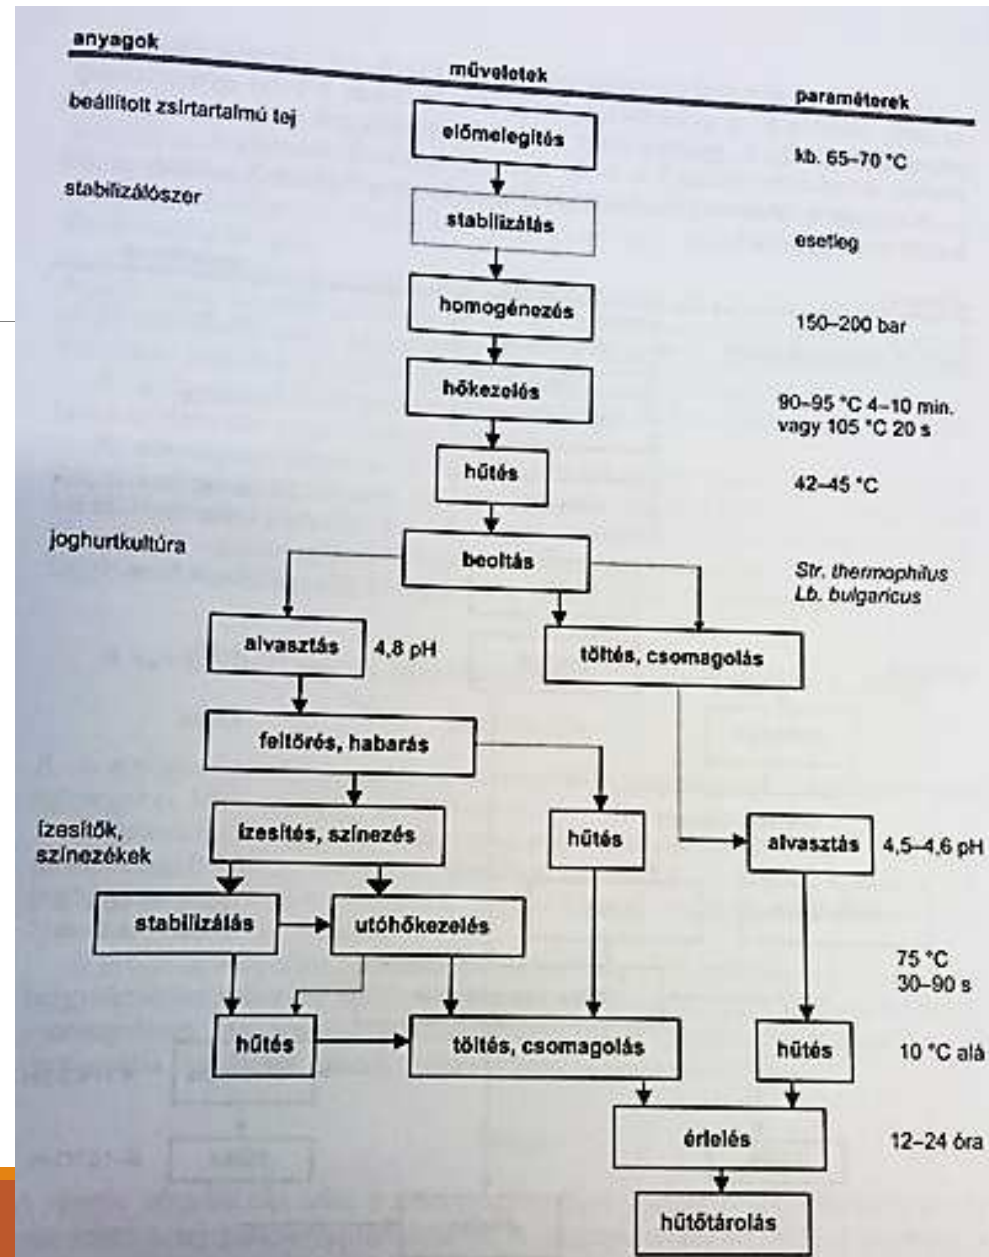 anyagok
műveletek
paraméterek
beállított zsírtartalmú tej
előmelegítés
kb. 65–70 °C
stabilizálószer
stabilizálás
esetleg
homogénezés
150–200 bar
hőkezelés
90–95 °C 4–10 min.
vagy 105 °C 20 s
hűtés
42–45 °C
joghurtkultúra
beoltás
Str. thermophilus
Lb. bulgaricus
alvasztás
4,8 pH
töltés, csomagolás
feltörés, habarás
ízesítők,
színezékek
ízesítés, színezés
hűtés
alvasztás
4,5–4,6 pH
stabilizálás
utóhőkezelés
75 °C
30–90 s
hűtés
töltés, csomagolás
hűtés
10 °C alá
érlelés
12–24 óra
hűtőtárolás